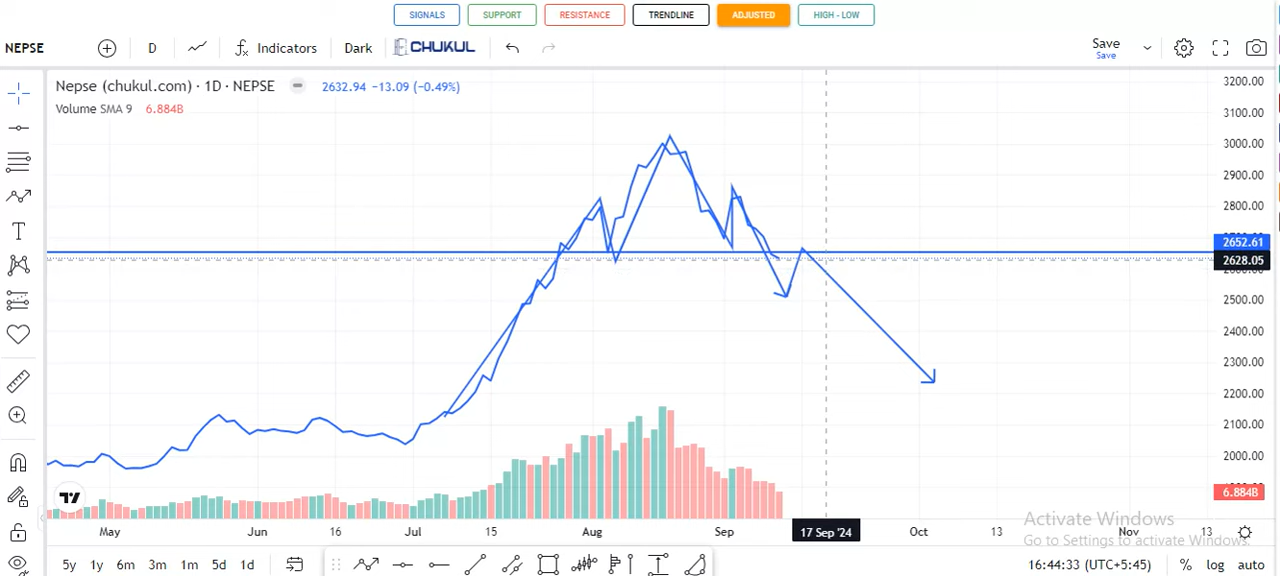 SIGNALS SUPPORT RESISTANCE TRENDLINE ADJUSTED HIGH - LOW
NEPSE D Indicators Dark CHUKUL Save
Save
Nepse (chukul.com) · 1D · NEPSE 2632.94 −13.09 (−0.49%)
Volume SMA 9 6.884B
3200.00
3100.00
3000.00
2900.00
2800.00
2652.61
2628.05
2500.00
2400.00
2300.00
2200.00
2100.00
2000.00
6.884B
May Jun 16 Jul 15 Aug Sep 17 Sep '24 Oct 13 Nov 13
Activate Windows
Go to Settings to activate Windows.
5y 1y 6m 3m 1m 5d 1d 16:44:33 (UTC+5:45) % log auto